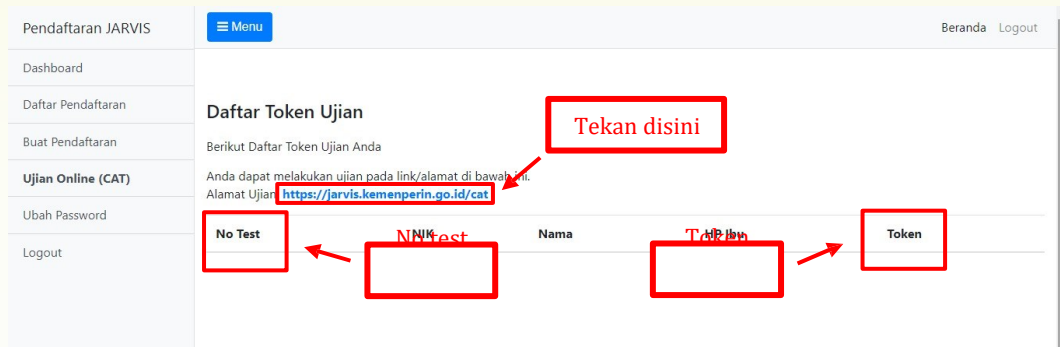 Pendaftaran JARVIS
Menu
Beranda Logout
Dashboard
Daftar Pendaftaran
Buat Pendaftaran
Ujian Online (CAT)
Ubah Password
Logout
Daftar Token Ujian
Tekan disini
Berikut Daftar Token Ujian Anda
Anda dapat melakukan ujian pada link/alamat di bawah ini.
Alamat Ujian https://jarvis.kemenperin.go.id/cat
No Test NIK Nama HP Ibu Token
No test
Token